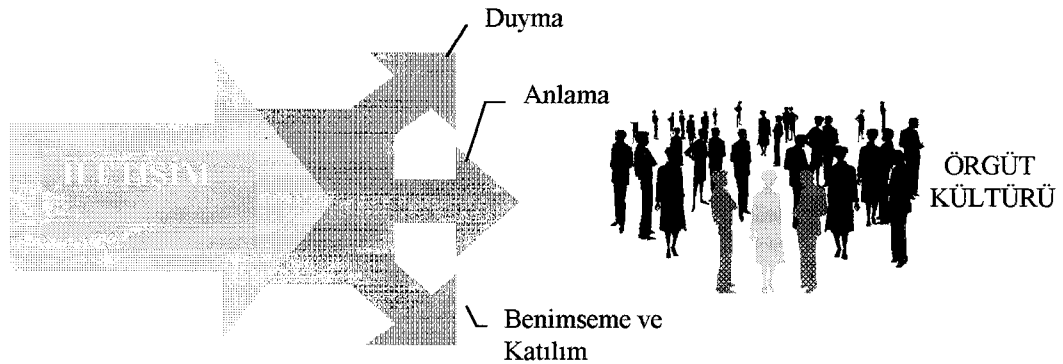 Duyma
Anlama
İLETİŞİM
ÖRGÜT
KÜLTÜRÜ
Benimseme ve
Katılım